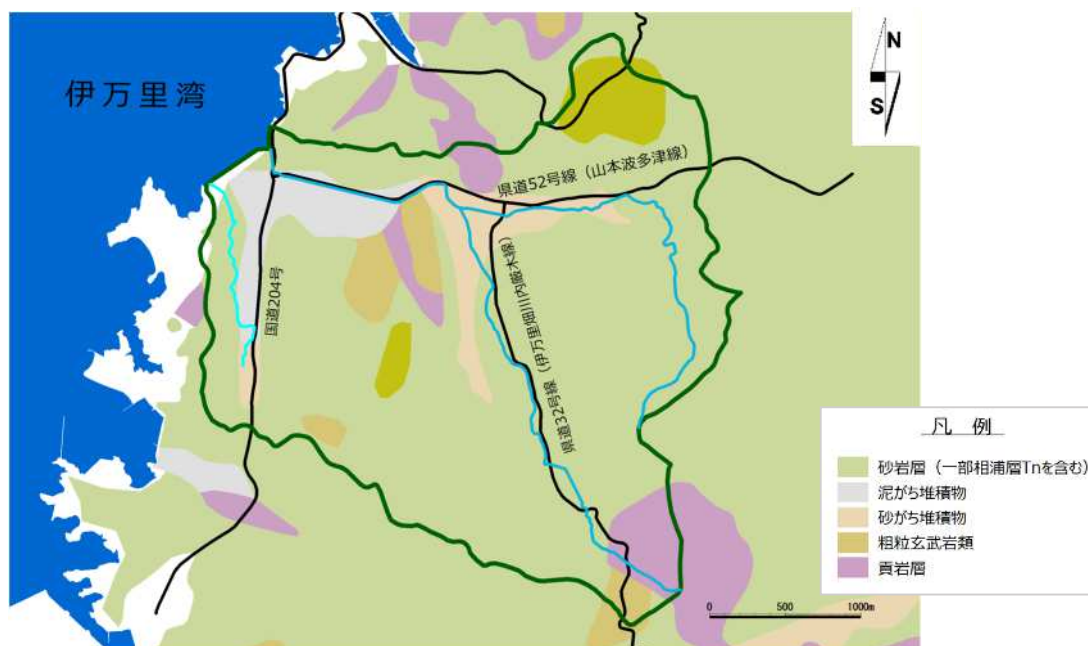 伊万里湾
N
S
県道52号線（山本波多津線）
国道204号
県道32号線（伊万里畑川内厳木線）
凡 例
砂岩層（一部相浦層Tnを含む）
泥がち堆積物
砂がち堆積物
粗粒玄武岩類
頁岩層
0 500 1000m